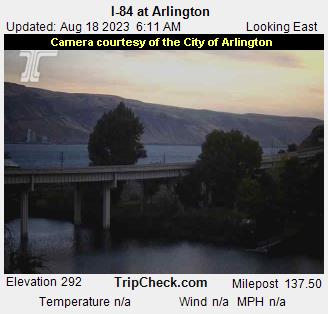 I-84 at Arlington
Updated: Aug 18 2023 6:11 AM Looking East
Camera courtesy of the City of Arlington
Elevation 292 TripCheck.com Milepost 137.50
Temperature n/a Wind n/a MPH n/a